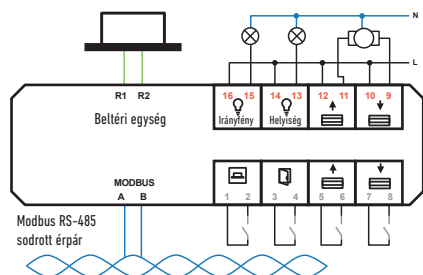 N
L
R1 R2
16 15 14 13 12 11 10 9
Beltéri egység
Irányfény Helyiség
MODBUS
A B
1 2 3 4 5 6 7 8
Modbus RS-485
sodrott érpár